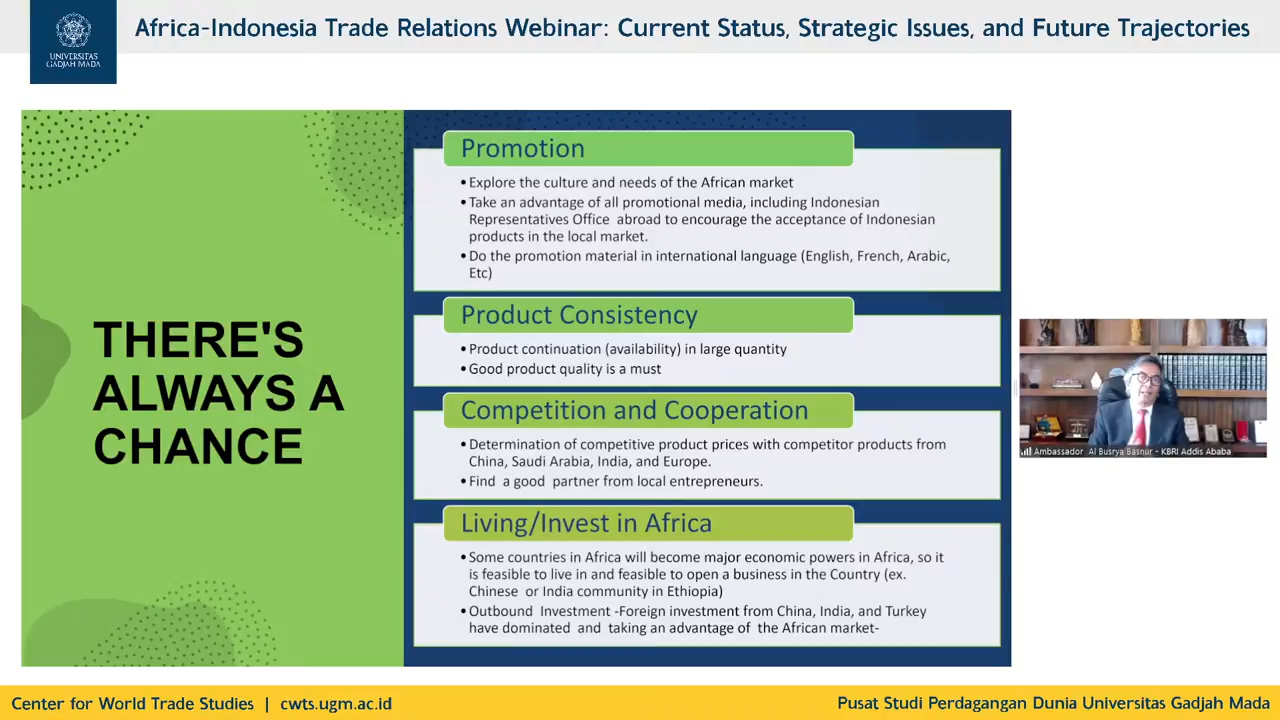 Africa-Indonesia Trade Relations Webinar: Current Status, Strategic Issues, and Future Trajectories
UNIVERSITAS
GADJAH MADA
THERE'S
ALWAYS A
CHANCE
Promotion
•Explore the culture and needs of the African market
•Take an advantage of all promotional media, including Indonesian
Representatives Office abroad to encourage the acceptance of Indonesian
products in the local market.
•Do the promotion material in international language (English, French, Arabic,
Etc)
Product Consistency
•Product continuation (availability) in large quantity
•Good product quality is a must
Competition and Cooperation
•Determination of competitive product prices with competitor products from
China, Saudi Arabia, India, and Europe.
•Find a good partner from local entrepreneurs.
Living/Invest in Africa
•Some countries in Africa will become major economic powers in Africa, so it
is feasible to live in and feasible to open a business in the Country (ex.
Chinese or India community in Ethiopia)
•Outbound Investment -Foreign investment from China, India, and Turkey
have dominated and taking an advantage of the African market-
Ambassador Al Busrya Basnur - KBRI Addis Ababa
Center for World Trade Studies | cwts.ugm.ac.id
Pusat Studi Perdagangan Dunia Universitas Gadjah Mada